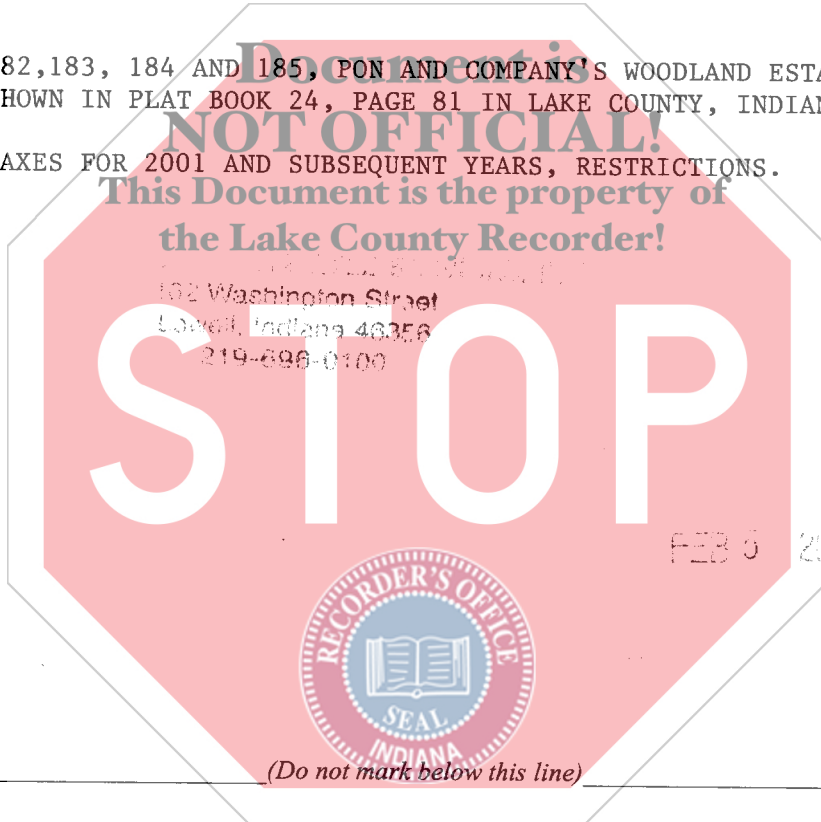 Document is
82,183, 184 AND 185, PON AND COMPANY'S WOODLAND ESTA
HOWN IN PLAT BOOK 24, PAGE 81 IN LAKE COUNTY, INDIAN
NOT OFFICIAL!
AXES FOR 2001 AND SUBSEQUENT YEARS, RESTRICTIONS.
This Document is the property of
the Lake County Recorder!
162 Washington Street
Lowell, Indiana 46356
219-696-0100
STOP
FEB 5
RECORDER'S OFFICE
SEAL
INDIANA
(Do not mark below this line)